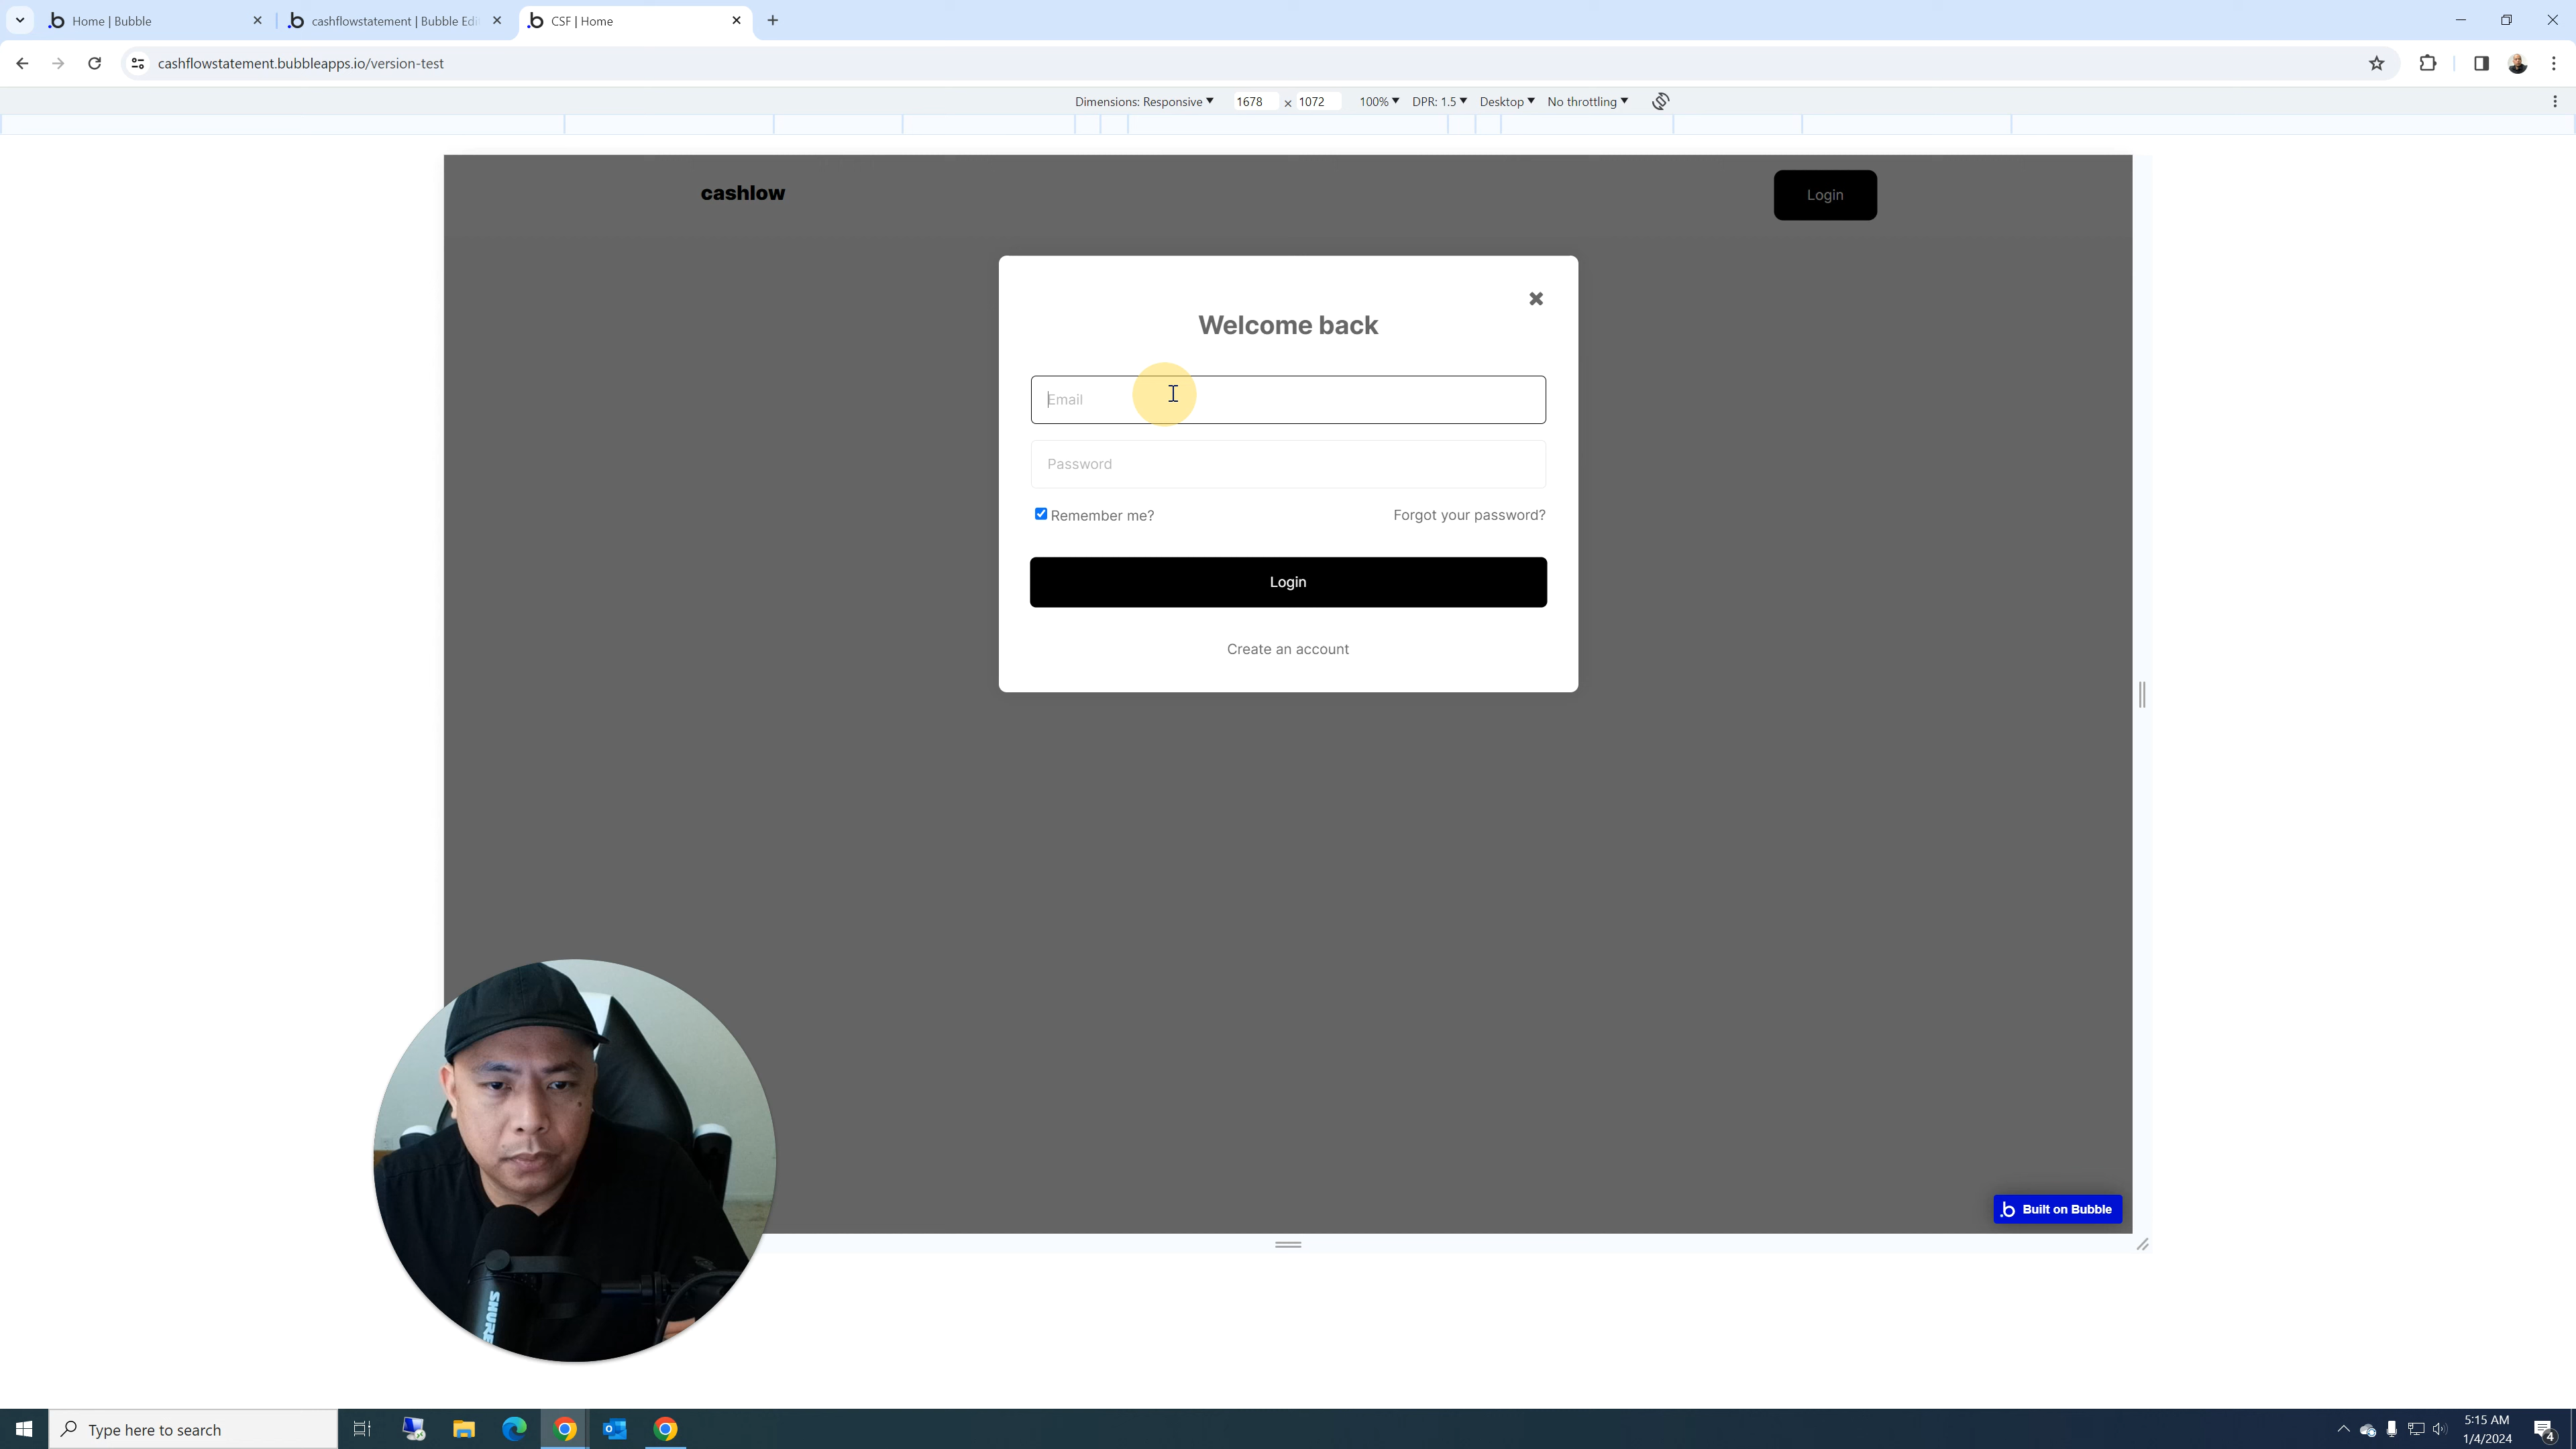 Home | Bubble
cashflowstatement | Bubble Edi
CSF | Home
cashflowstatement.bubbleapps.io/version-test
Dimensions: Responsive 1678 × 1072 100% DPR: 1.5 Desktop No throttling
cashlow
Login
Welcome back
Email
Password
Remember me?
Forgot your password?
Login
Create an account
SHURE
b Built on Bubble
Type here to search
5:15 AM
1/4/2024
4